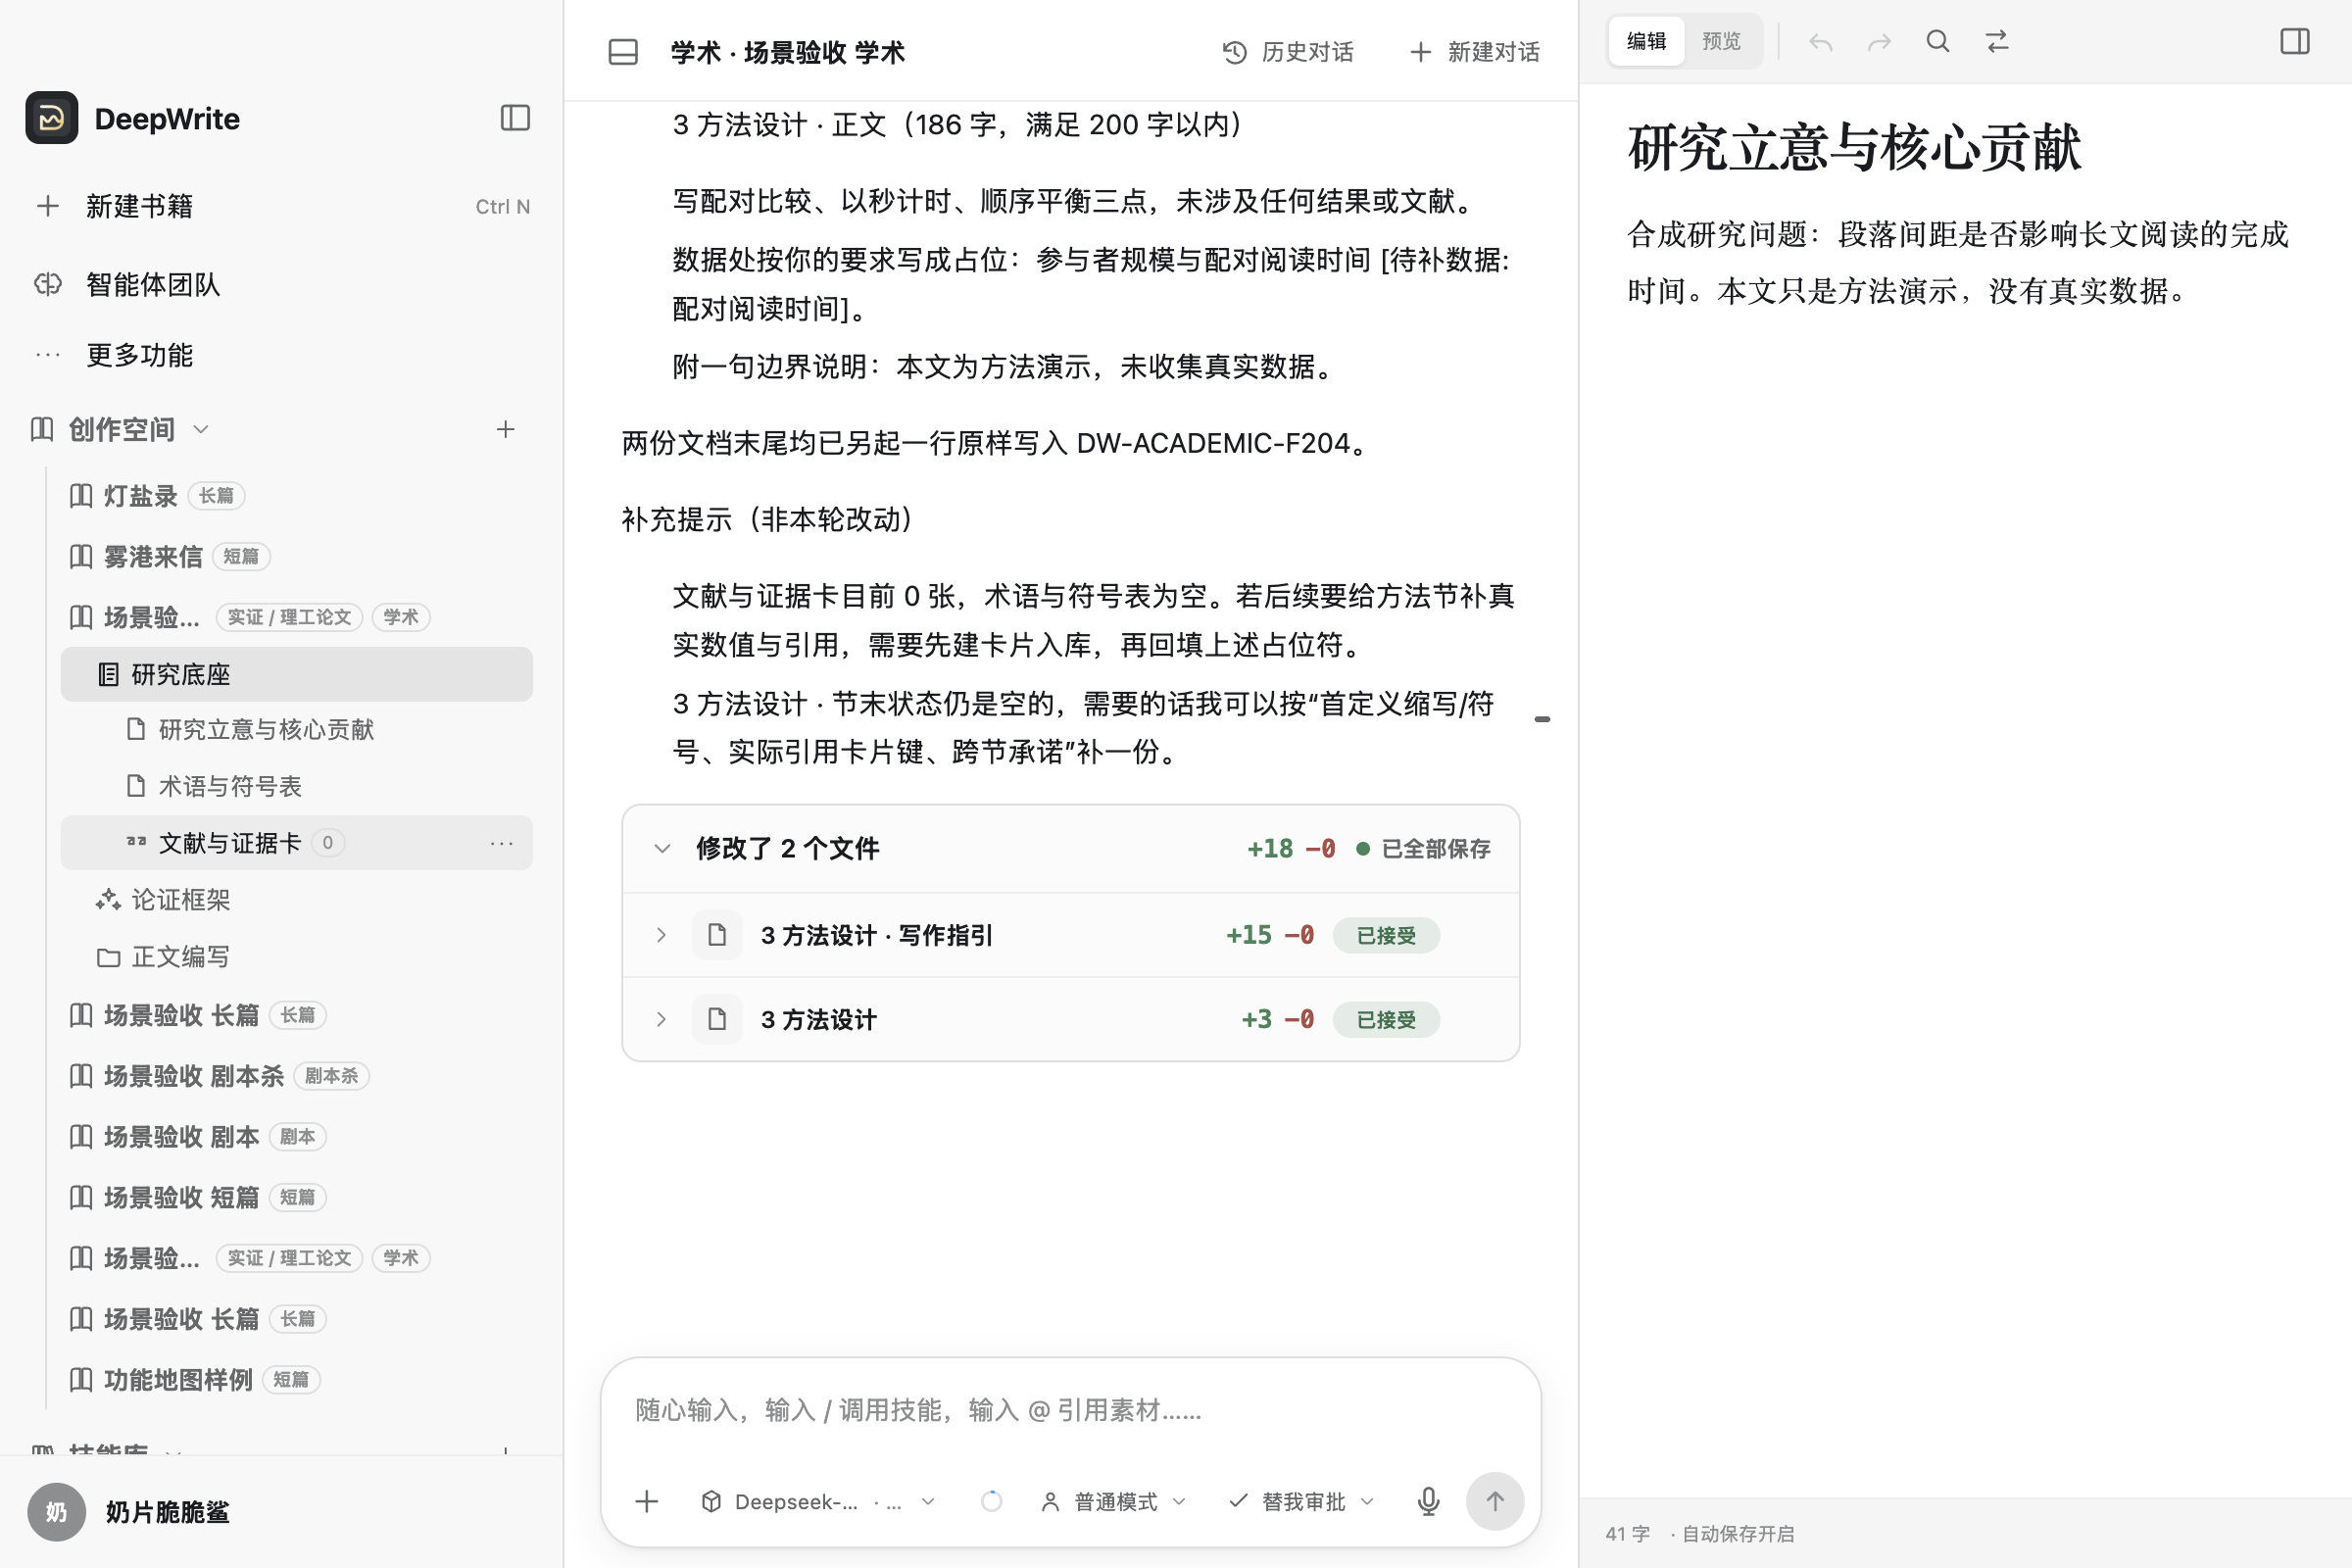 DeepWrite
新建书籍
Ctrl N
智能体团队
… 更多功能
创作空间
灯盐录 长篇
雾港来信 短篇
场景验… 实证 / 理工论文 学术
研究底座
研究立意与核心贡献
术语与符号表
文献与证据卡 0 …
论证框架
正文编写
场景验收 长篇 长篇
场景验收 剧本杀 剧本杀
场景验收 剧本 剧本
场景验收 短篇 短篇
场景验… 实证 / 理工论文 学术
场景验收 长篇 长篇
功能地图样例 短篇
技能库
奶 奶片脆脆鲨
学术 · 场景验收 学术
历史对话
新建对话
3 方法设计 · 正文（186 字，满足 200 字以内）
写配对比较、以秒计时、顺序平衡三点，未涉及任何结果或文献。
数据处按你的要求写成占位：参与者规模与配对阅读时间 [待补数据:
配对阅读时间]。
附一句边界说明：本文为方法演示，未收集真实数据。
两份文档末尾均已另起一行原样写入 DW-ACADEMIC-F204。
补充提示（非本轮改动）
文献与证据卡目前 0 张，术语与符号表为空。若后续要给方法节补真
实数值与引用，需要先建卡片入库，再回填上述占位符。
3 方法设计 · 节末状态仍是空的，需要的话我可以按“首定义缩写/符
号、实际引用卡片键、跨节承诺”补一份。
修改了 2 个文件 +18 −0 已全部保存
3 方法设计 · 写作指引 +15 −0 已接受
3 方法设计 +3 −0 已接受
随心输入，输入 / 调用技能，输入 @ 引用素材……
Deepseek-… · …
普通模式
替我审批
编辑 预览
研究立意与核心贡献
合成研究问题：段落间距是否影响长文阅读的完成
时间。本文只是方法演示，没有真实数据。
41 字 · 自动保存开启